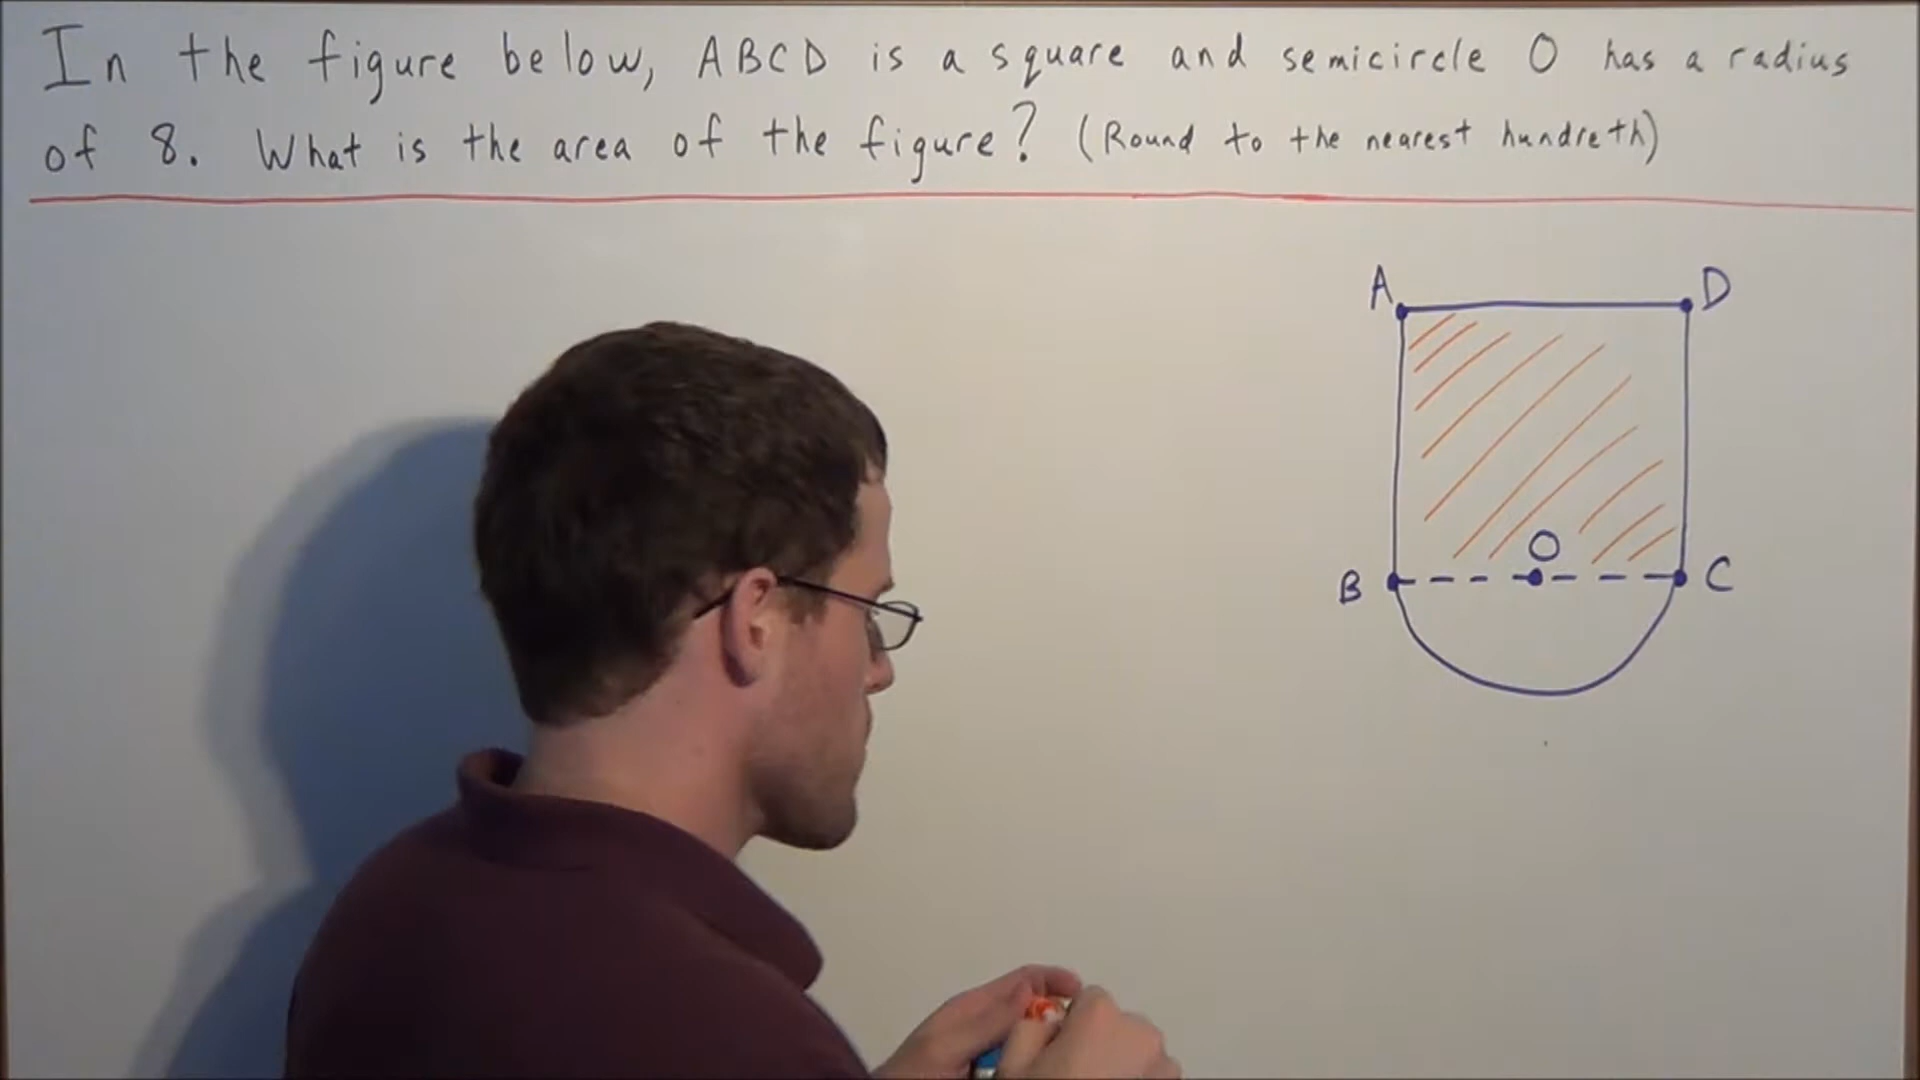 In the figure below, ABCD is a square and semicircle O has a radius
of 8. What is the area of the figure? (Round to the nearest hundreth)
A D
O
B C